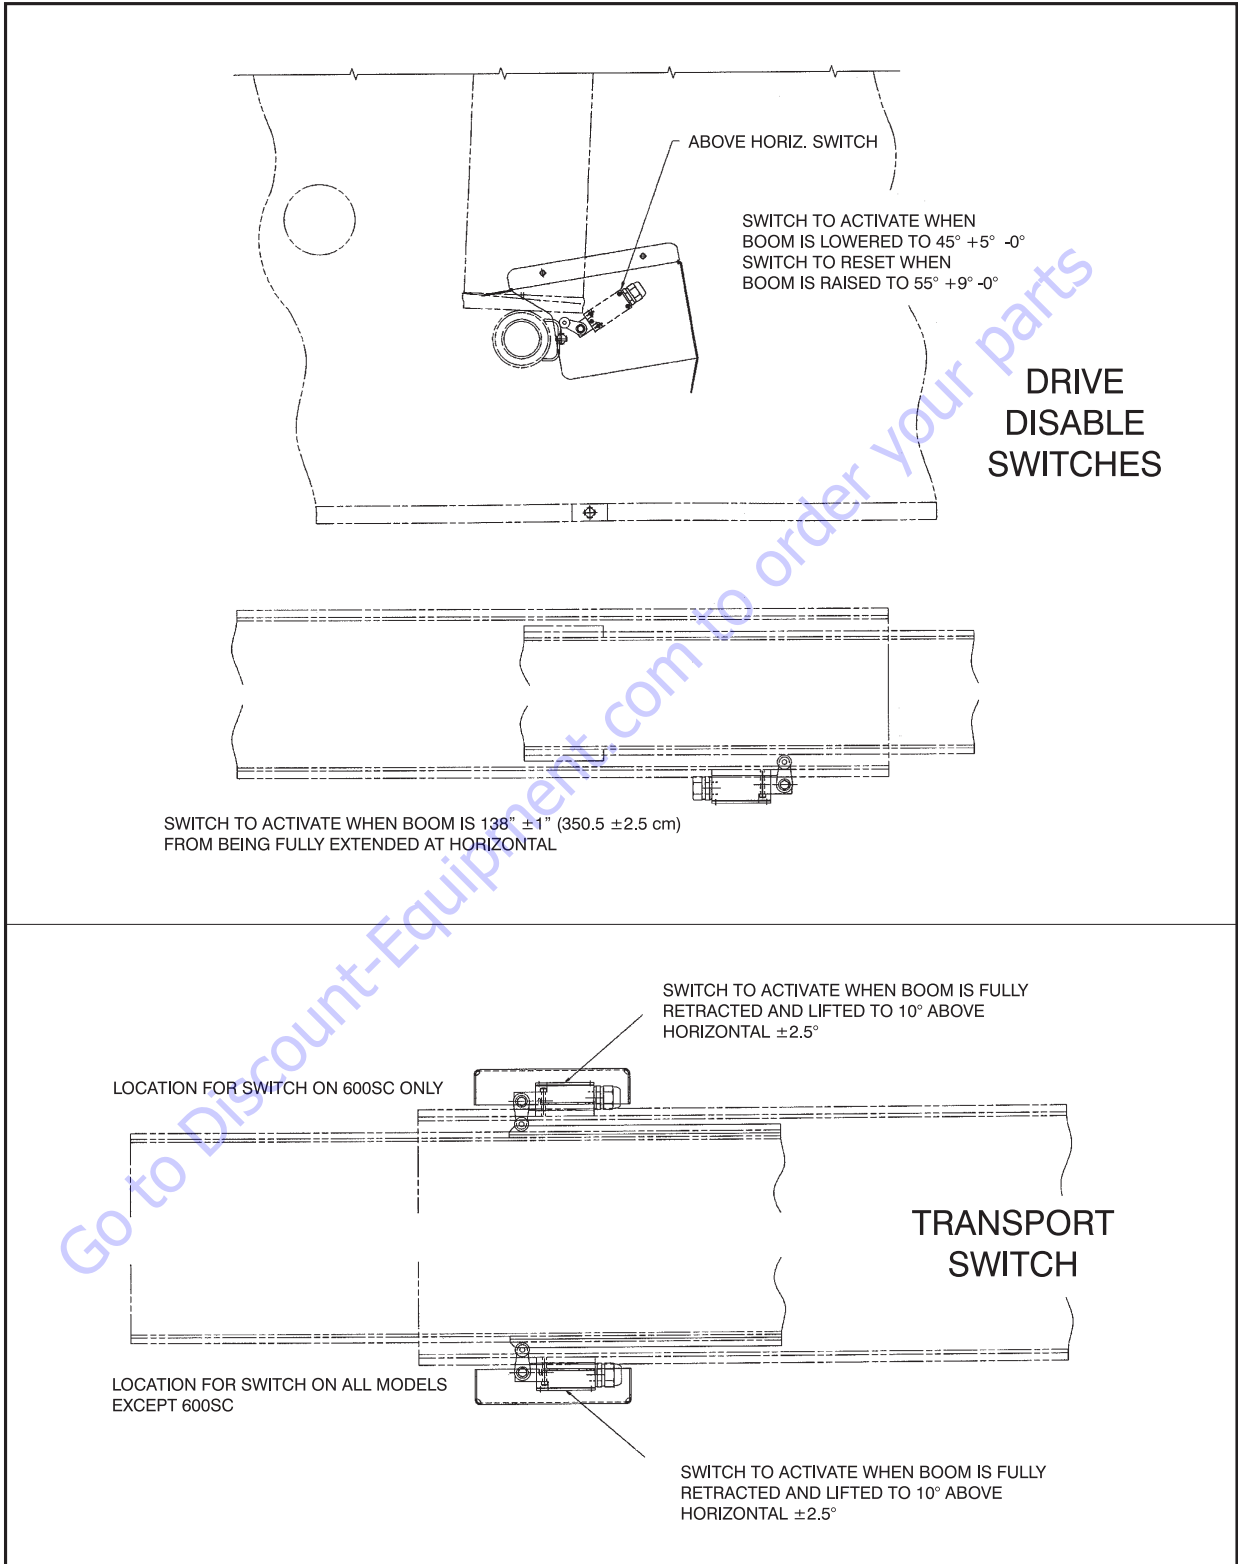 ABOVE HORIZ. SWITCH
SWITCH TO ACTIVATE WHEN
BOOM IS LOWERED TO 45° +5° -0°
SWITCH TO RESET WHEN
BOOM IS RAISED TO 55° +9° -0°
DRIVE
DISABLE
SWITCHES
SWITCH TO ACTIVATE WHEN BOOM IS 138” ±1” (350.5 ±2.5 cm)
FROM BEING FULLY EXTENDED AT HORIZONTAL
SWITCH TO ACTIVATE WHEN BOOM IS FULLY
RETRACTED AND LIFTED TO 10° ABOVE
HORIZONTAL ±2.5°
LOCATION FOR SWITCH ON 600SC ONLY
TRANSPORT
SWITCH
LOCATION FOR SWITCH ON ALL MODELS
EXCEPT 600SC
SWITCH TO ACTIVATE WHEN BOOM IS FULLY
RETRACTED AND LIFTED TO 10° ABOVE
HORIZONTAL ±2.5°
Go to Discount-Equipment.com to order your parts